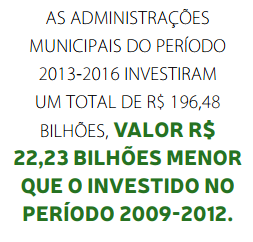 AS ADMINISTRAÇÕES
MUNICIPAIS DO PERÍODO
2013-2016 INVESTIRAM
UM TOTAL DE R$ 196,48
BILHÕES, VALOR R$
22,23 BILHÕES MENOR
QUE O INVESTIDO NO
PERÍODO 2009-2012.